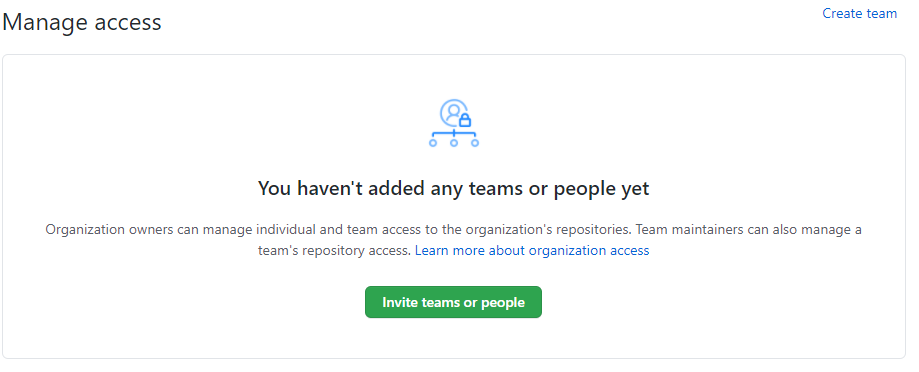 Manage access
Create team
You haven't added any teams or people yet
Organization owners can manage individual and team access to the organization's repositories. Team maintainers can also manage a
team's repository access. Learn more about organization access
Invite teams or people